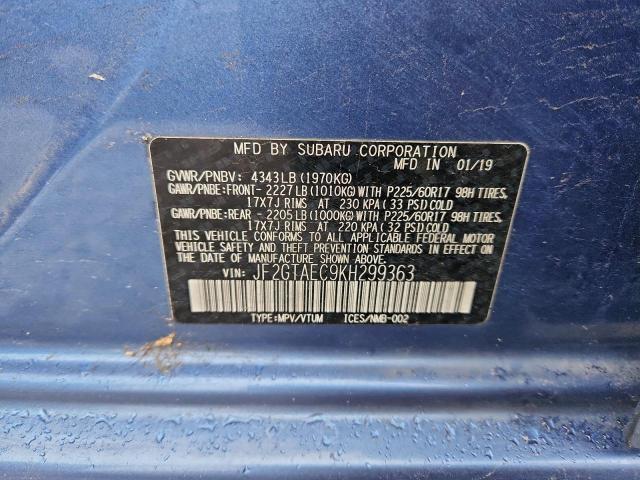 MFD BY SUBARU CORPORATION
MFD IN 01/19
GVWR/PNBV: 4343LB (1970KG)
GAWR/PNBE:FRONT- 2227LB (1010KG) WITH P225/60R17 98H TIRES,
17X7J RIMS AT 230 KPA (33 PSI) COLD
GAWR/PNBE:REAR - 2205LB (1000KG) WITH P225/60R17 98H TIRES,
17X7J RIMS AT 220 KPA (32 PSI) COLD
THIS VEHICLE CONFORMS TO ALL APPLICABLE FEDERAL MOTOR
VEHICLE SAFETY AND THEFT PREVENTION STANDARDS IN EFFECT ON
THE DATE OF MANUFACTURE SHOWN ABOVE.
VIN: JF2GTAEC9KH299363
TYPE:MPV/VTUM ICES/NMB-002